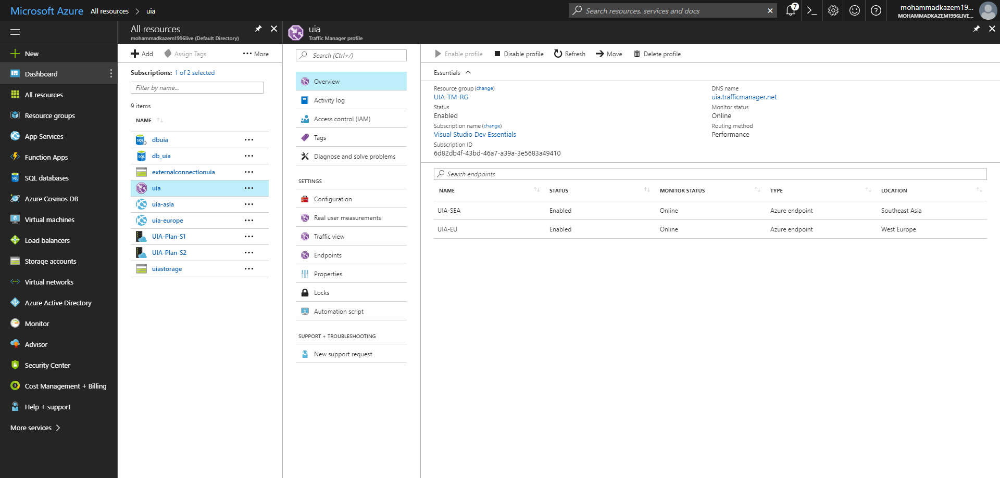 Microsoft Azure All resources > uia
Search resources, services and docs
7
mohammadkazem19...
MOHAMMADKAZEM1996LIVE...
New
Dashboard
All resources
Resource groups
App Services
Function Apps
SQL databases
Azure Cosmos DB
Virtual machines
Load balancers
Storage accounts
Virtual networks
Azure Active Directory
Monitor
Advisor
Security Center
Cost Management + Billing
Help + support
More services >
All resources
mohammadkazem1996live (Default Directory)
Add Assign Tags ••• More
Subscriptions: 1 of 2 selected
Filter by name...
9 items
NAME
dbuia
db_uia
externalconnectionuia
uia
uia-asia
uia-europe
UIA-Plan-S1
UIA-Plan-S2
uiastorage
uia
Traffic Manager profile
Search (Ctrl+/)
Overview
Activity log
Access control (IAM)
Tags
Diagnose and solve problems
SETTINGS
Configuration
Real user measurements
Traffic view
Endpoints
Properties
Locks
Automation script
SUPPORT + TROUBLESHOOTING
New support request
Enable profile Disable profile Refresh Move Delete profile
Essentials
Resource group (change)
UIA-TM-RG
Status
Enabled
Subscription name (change)
Visual Studio Dev Essentials
Subscription ID
6d82db4f-43bd-46a7-a39a-3e5683a49410
DNS name
uia.trafficmanager.net
Monitor status
Online
Routing method
Performance
Search endpoints
NAME STATUS MONITOR STATUS TYPE LOCATION
UIA-SEA Enabled Online Azure endpoint Southeast Asia
UIA-EU Enabled Online Azure endpoint West Europe